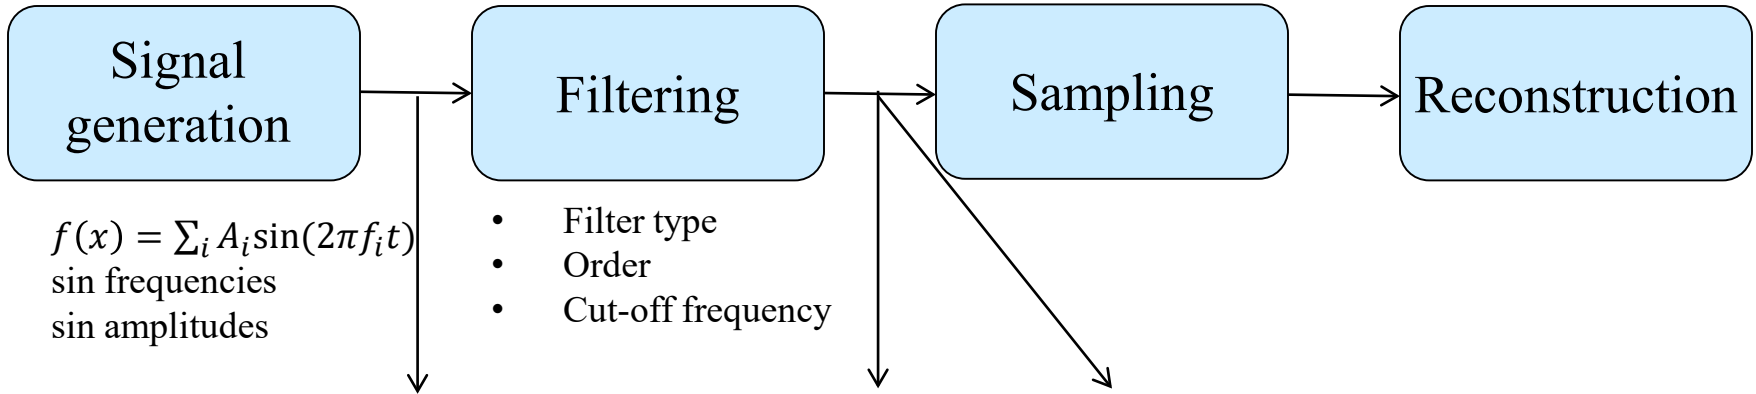 Signal
generation
Filtering
Sampling
Reconstruction
f(x) = ∑ᵢ Aᵢsin(2πfᵢt)
sin frequencies
sin amplitudes
• Filter type
• Order
• Cut-off frequency